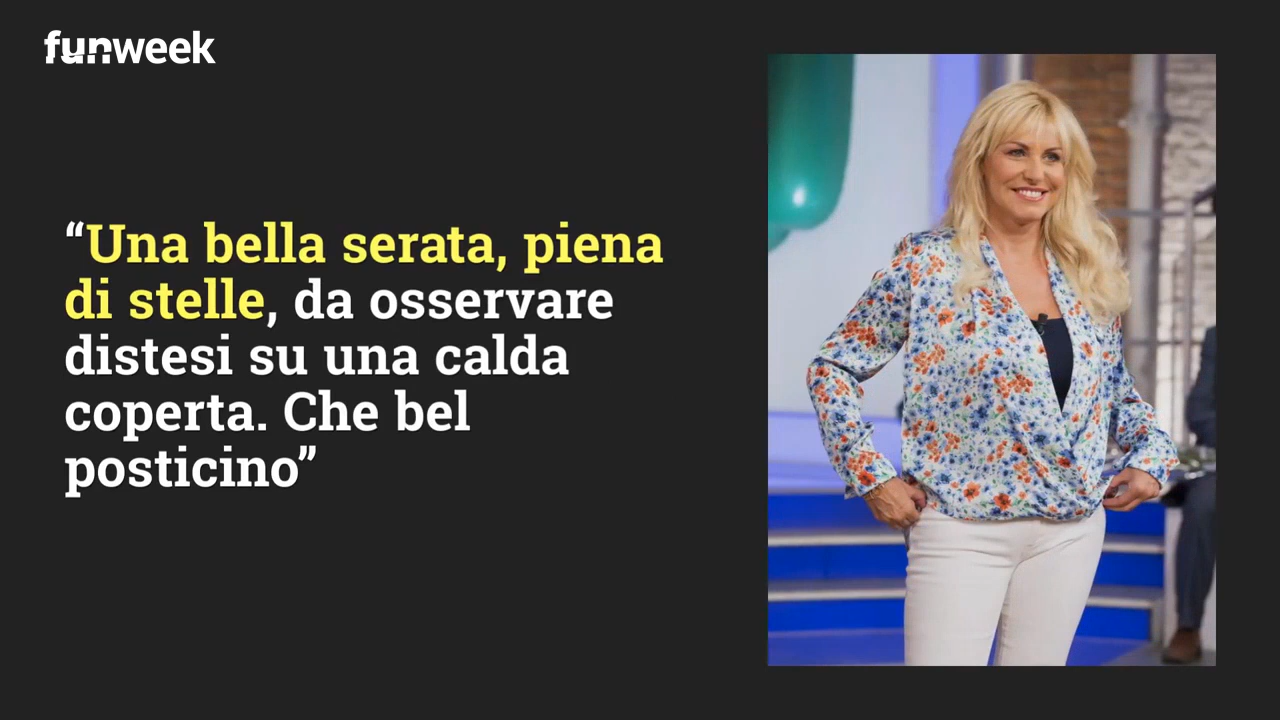 funweek
“Una bella serata, piena
di stelle, da osservare
distesi su una calda
coperta. Che bel
posticino”